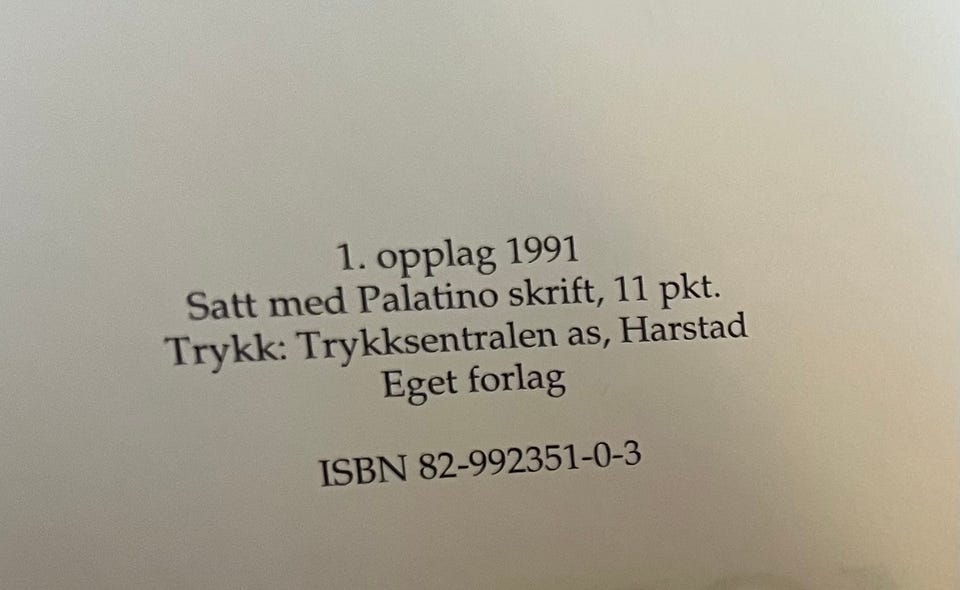 1. opplag 1991
Satt med Palatino skrift, 11 pkt.
Trykk: Trykksentralen as, Harstad
Eget forlag
ISBN 82-992351-0-3